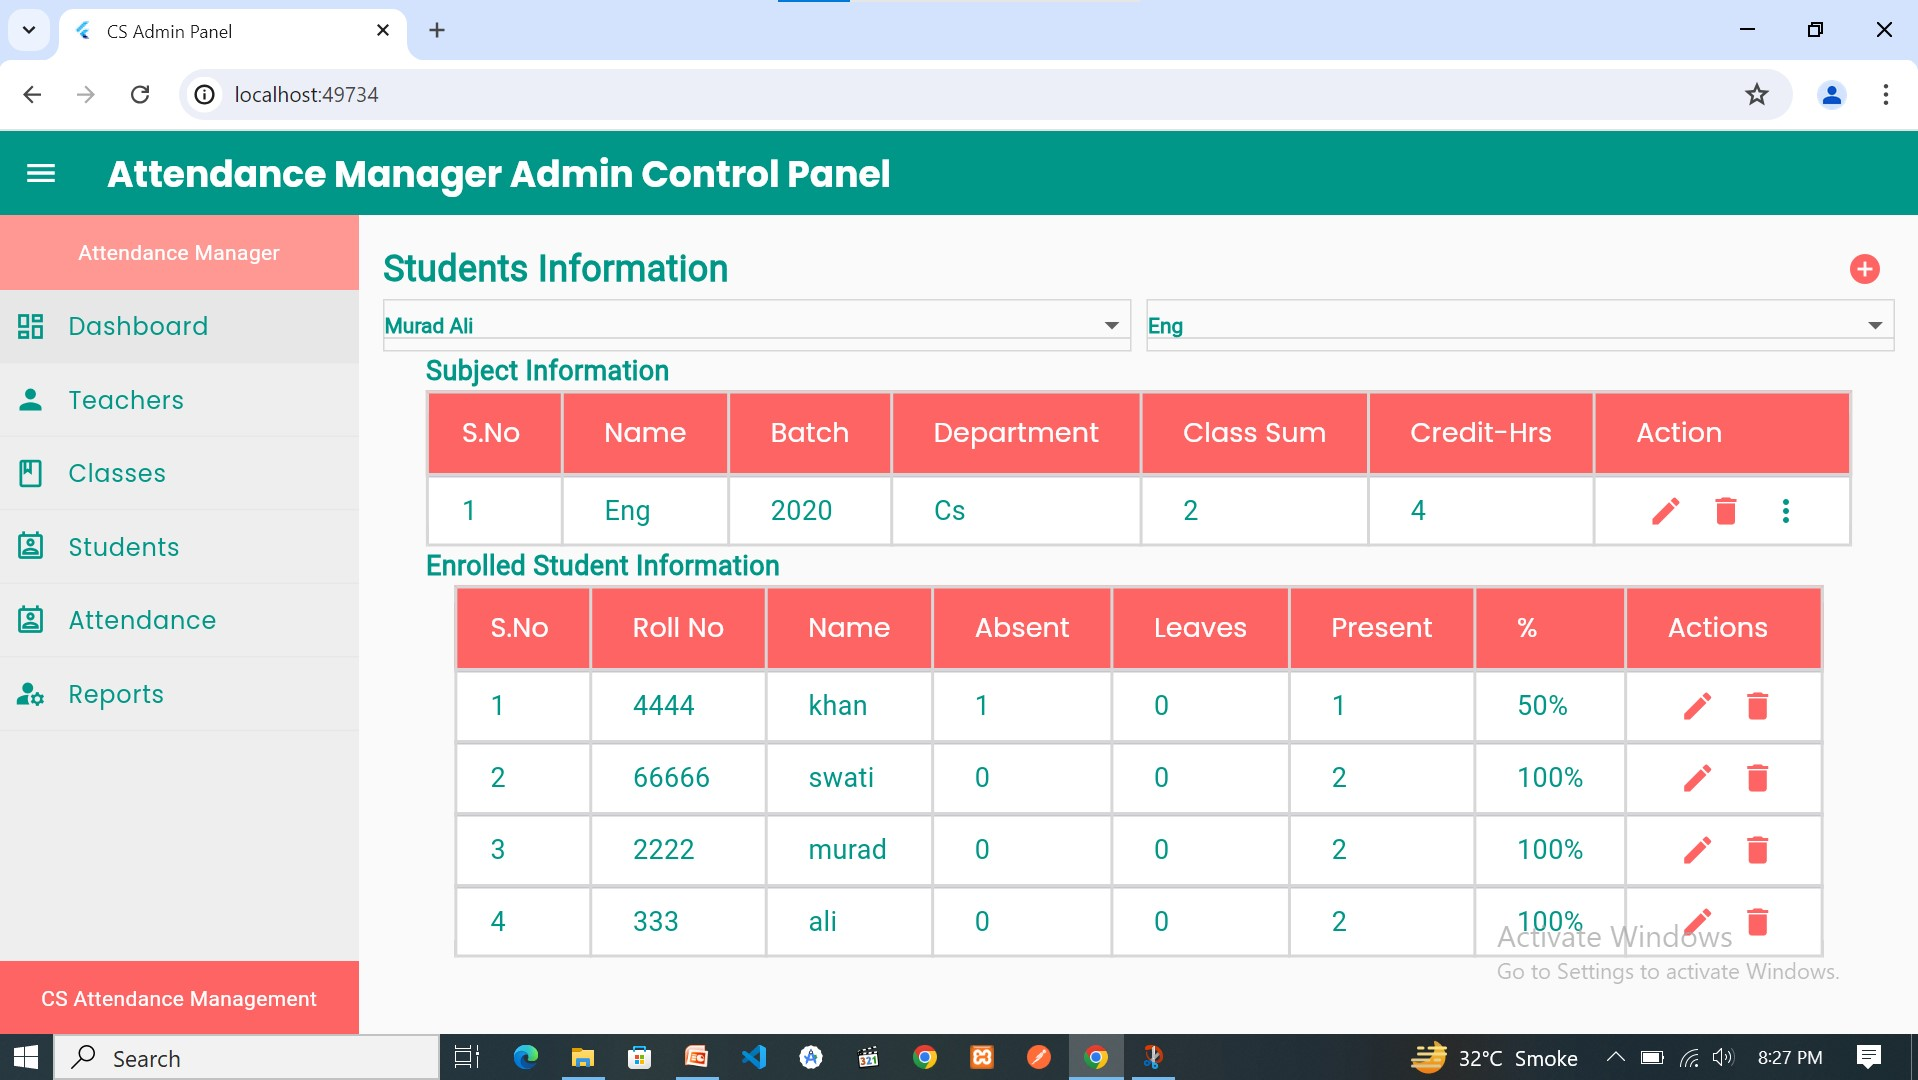 CS Admin Panel
localhost:49734
Attendance Manager Admin Control Panel
Attendance Manager
Dashboard
Teachers
Classes
Students
Attendance
Reports
CS Attendance Management
Students Information
Murad Ali Eng
Subject Information
S.No Name Batch Department Class Sum Credit-Hrs Action
1 Eng 2020 Cs 2 4
Enrolled Student Information
S.No Roll No Name Absent Leaves Present % Actions
1 4444 khan 1 0 1 50%
2 66666 swati 0 0 2 100%
3 2222 murad 0 0 2 100%
4 333 ali 0 0 2 100%
Activate Windows
Go to Settings to activate Windows.
Search 321 32°C Smoke 8:27 PM